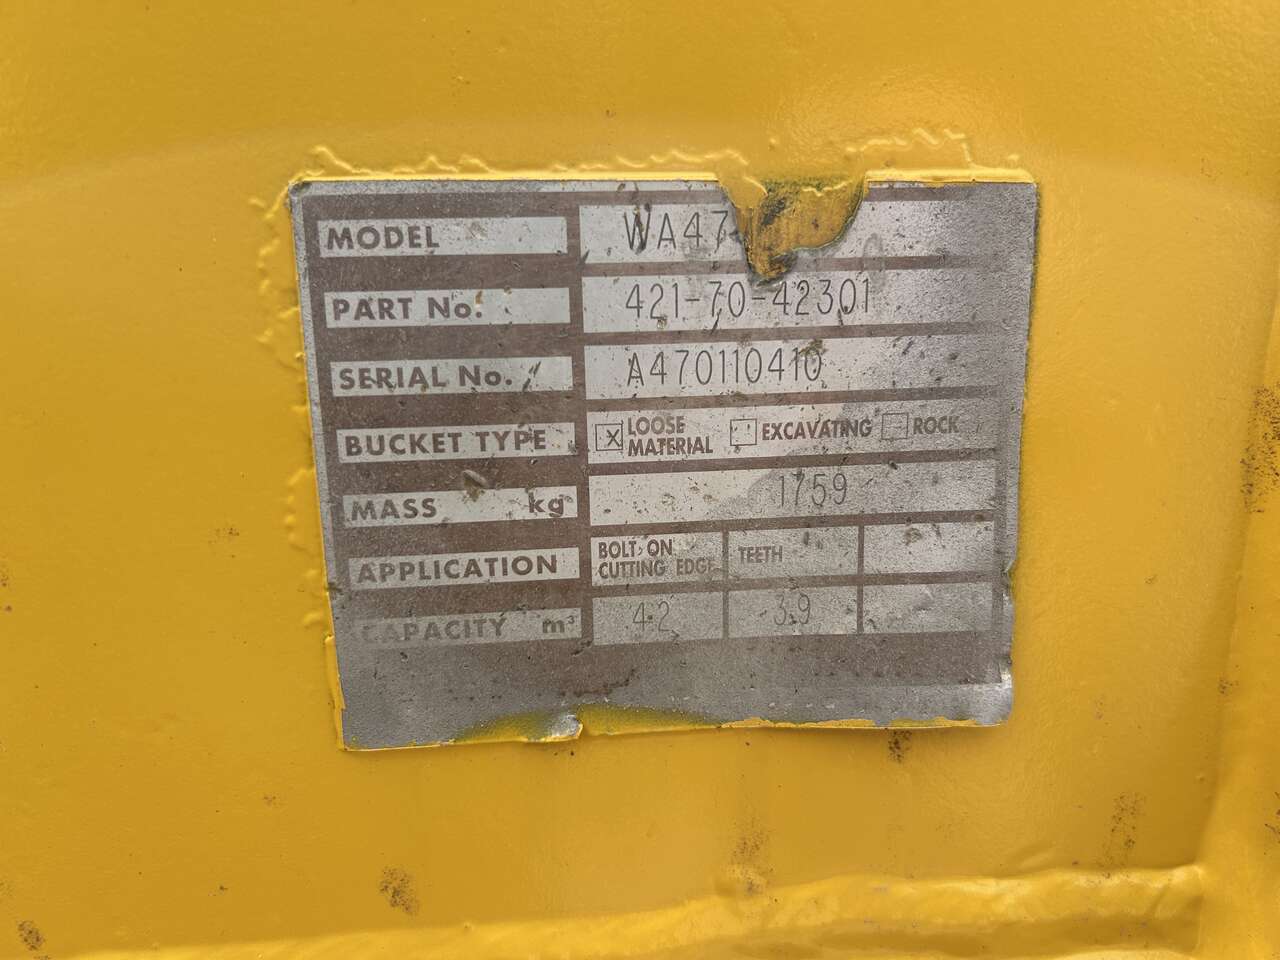 MODEL WA47
PART No. 421-70-42301
SERIAL No. A470110410
BUCKET TYPE X LOOSE MATERIAL EXCAVATING ROCK
MASS kg 1759
APPLICATION BOLT ON CUTTING EDGE TEETH
CAPACITY m³ 4.2 3.9